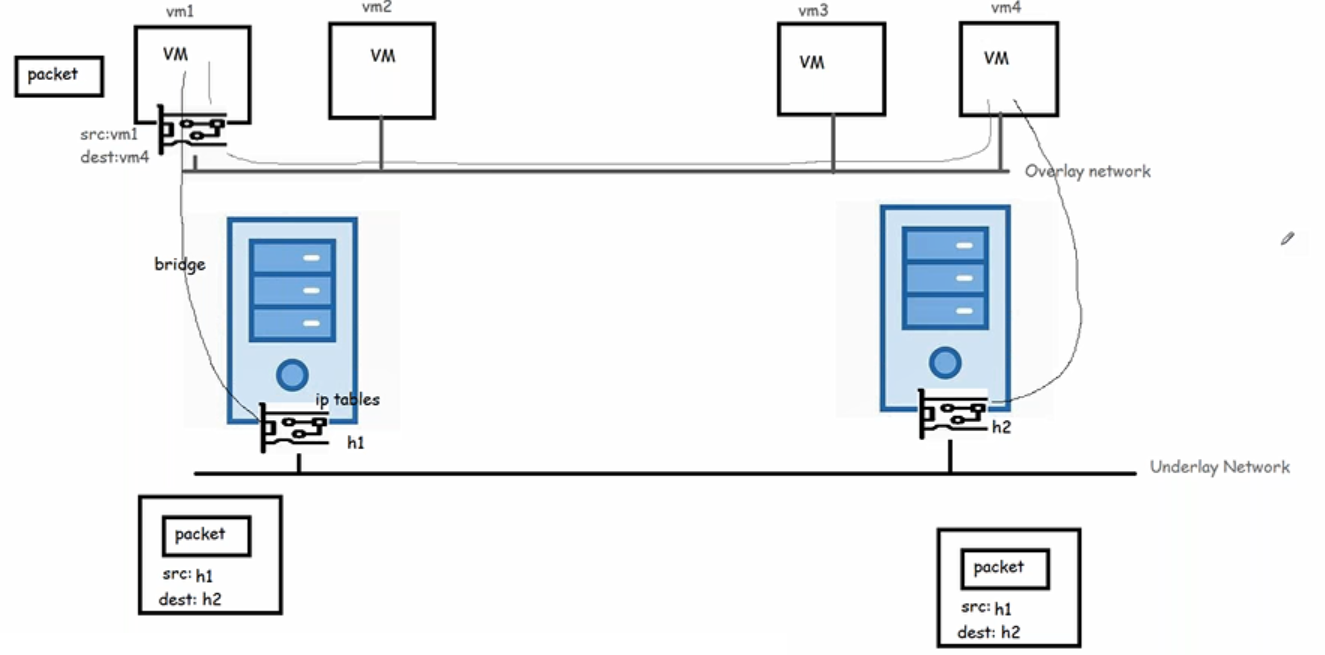 vm1
vm2
vm3
vm4
VM
VM
VM
VM
packet
src:vm1
dest:vm4
Overlay network
bridge
ip tables
h1
h2
Underlay Network
packet
src: h1
dest: h2
packet
src: h1
dest: h2